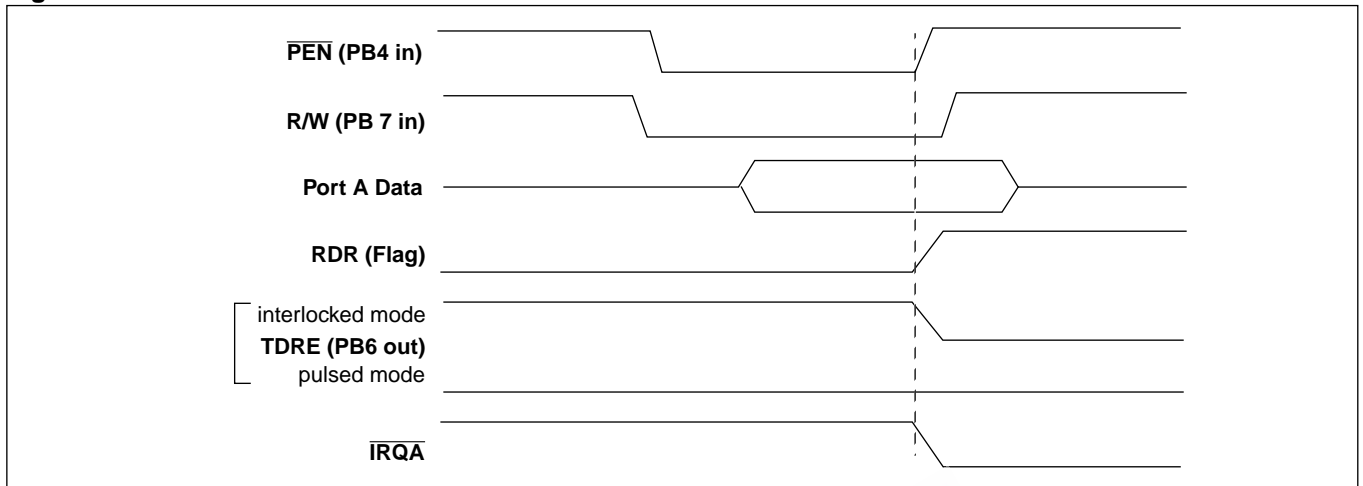 PEN (PB4 in)
R/W (PB 7 in)
Port A Data
RDR (Flag)
interlocked mode
TDRE (PB6 out)
pulsed mode
IRQA